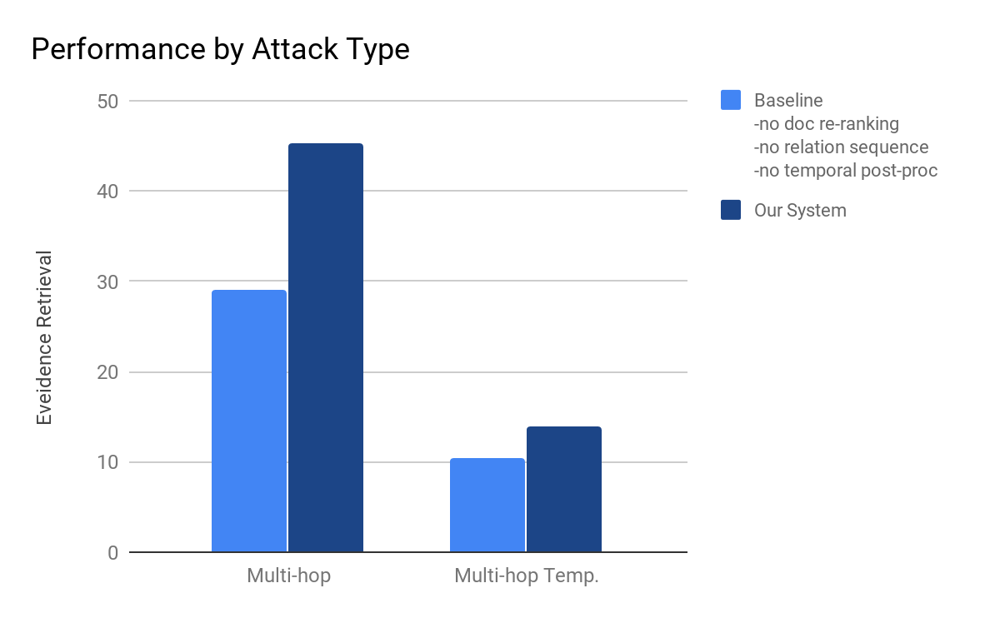 Performance by Attack Type
50
40
30
20
10
0
Eveidence Retrieval
Multi-hop
Multi-hop Temp.
Baseline
-no doc re-ranking
-no relation sequence
-no temporal post-proc
Our System